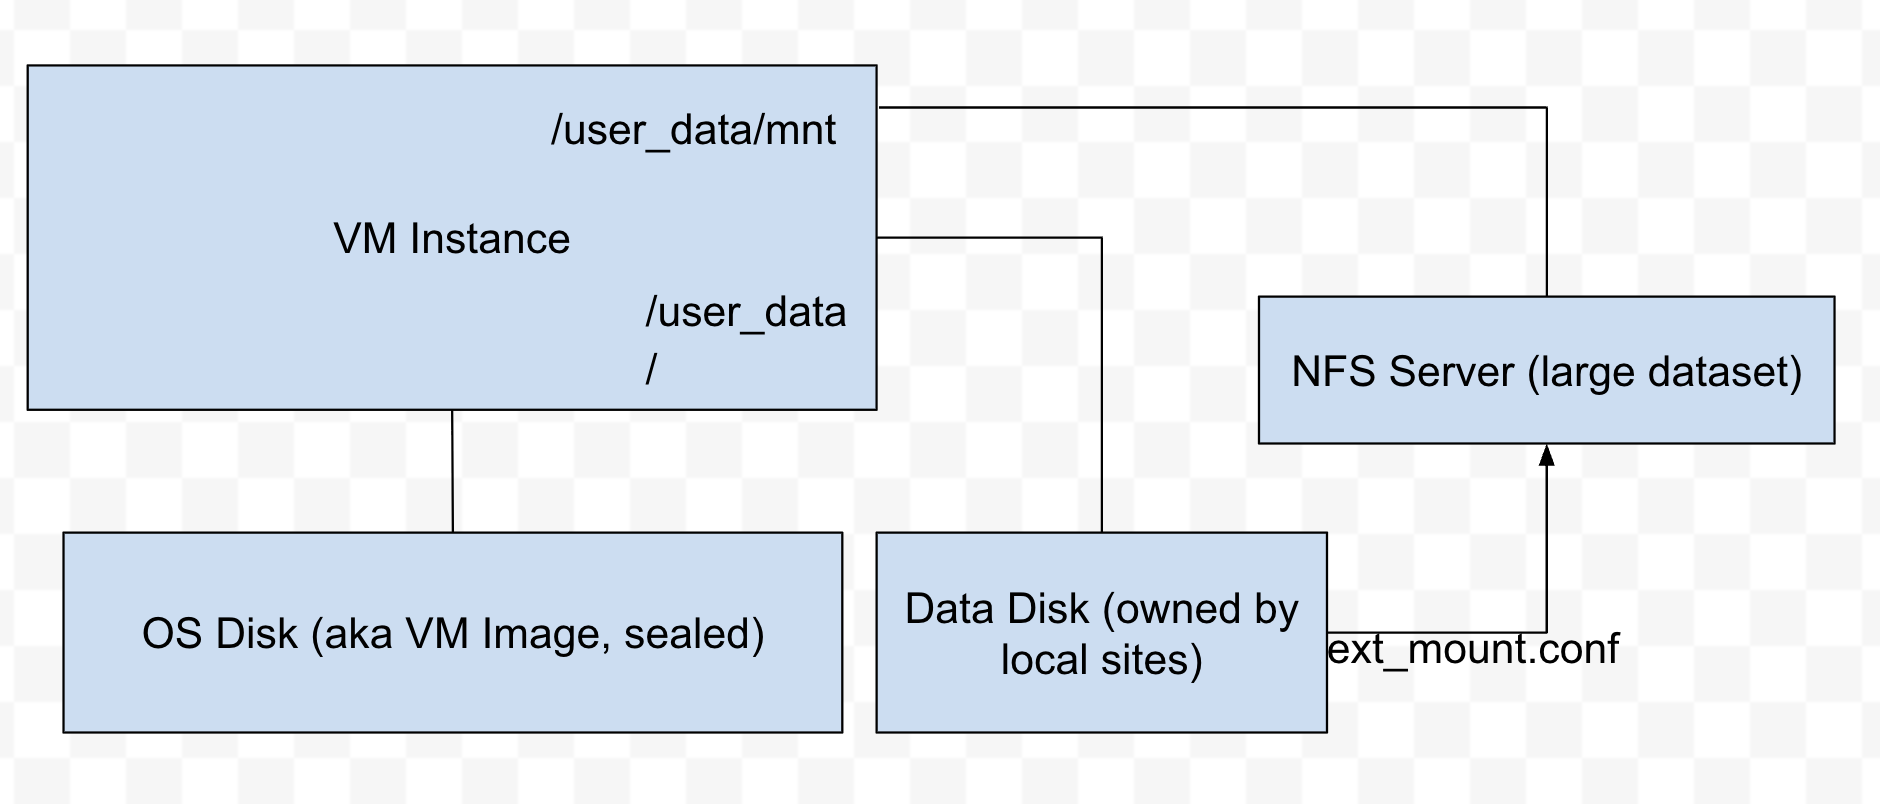 /user_data/mnt
VM Instance
/user_data
/
NFS Server (large dataset)
OS Disk (aka VM Image, sealed)
Data Disk (owned by
local sites)
ext_mount.conf